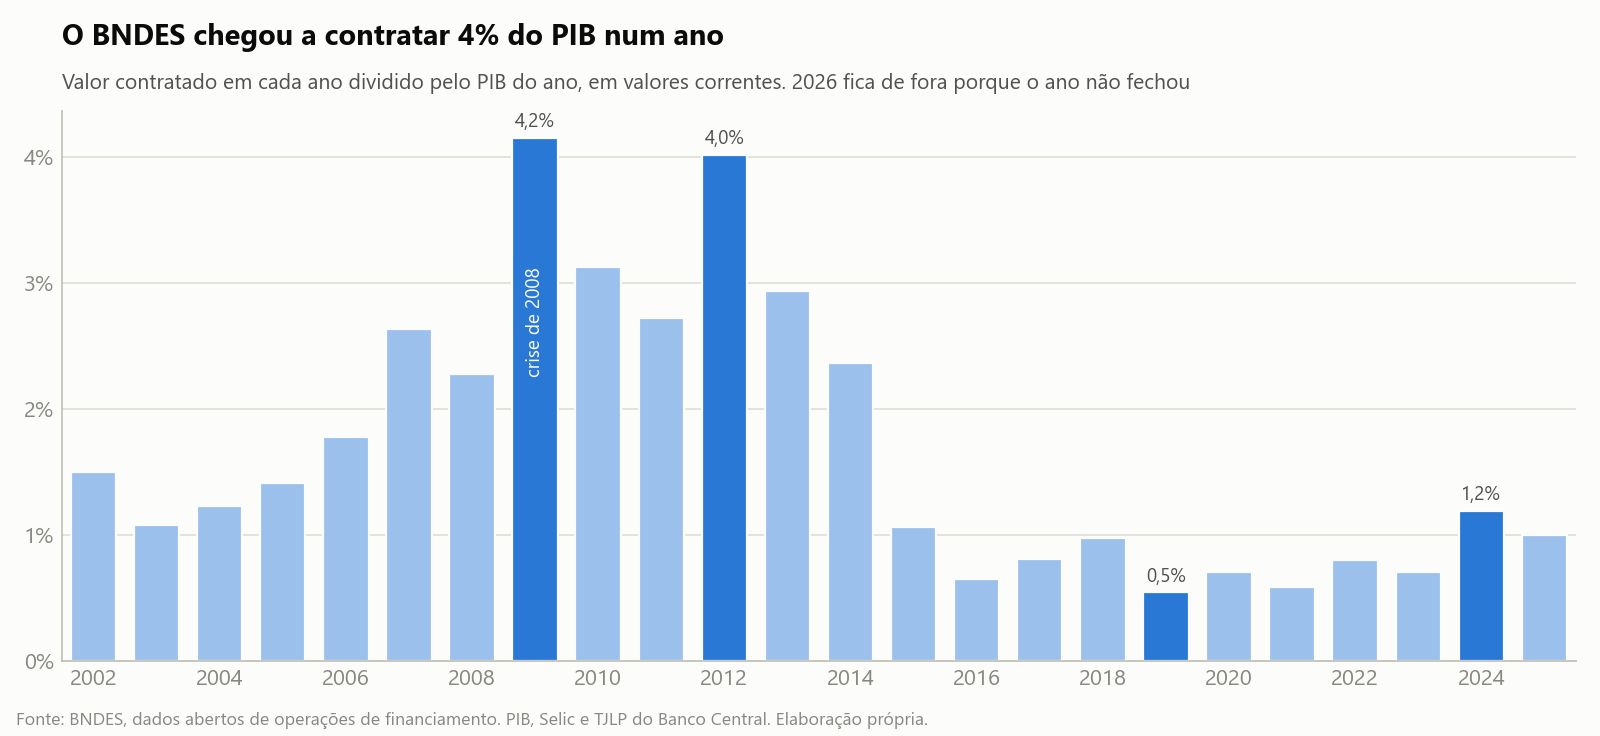 O BNDES chegou a contratar 4% do PIB num ano
Valor contratado em cada ano dividido pelo PIB do ano, em valores correntes. 2026 fica de fora porque o ano não fechou
4,2%
4,0%
4%
3%
crise de 2008
2%
1,2%
1%
0,5%
0%
2002 2004 2006 2008 2010 2012 2014 2016 2018 2020 2022 2024
Fonte: BNDES, dados abertos de operações de financiamento. PIB, Selic e TJLP do Banco Central. Elaboração própria.